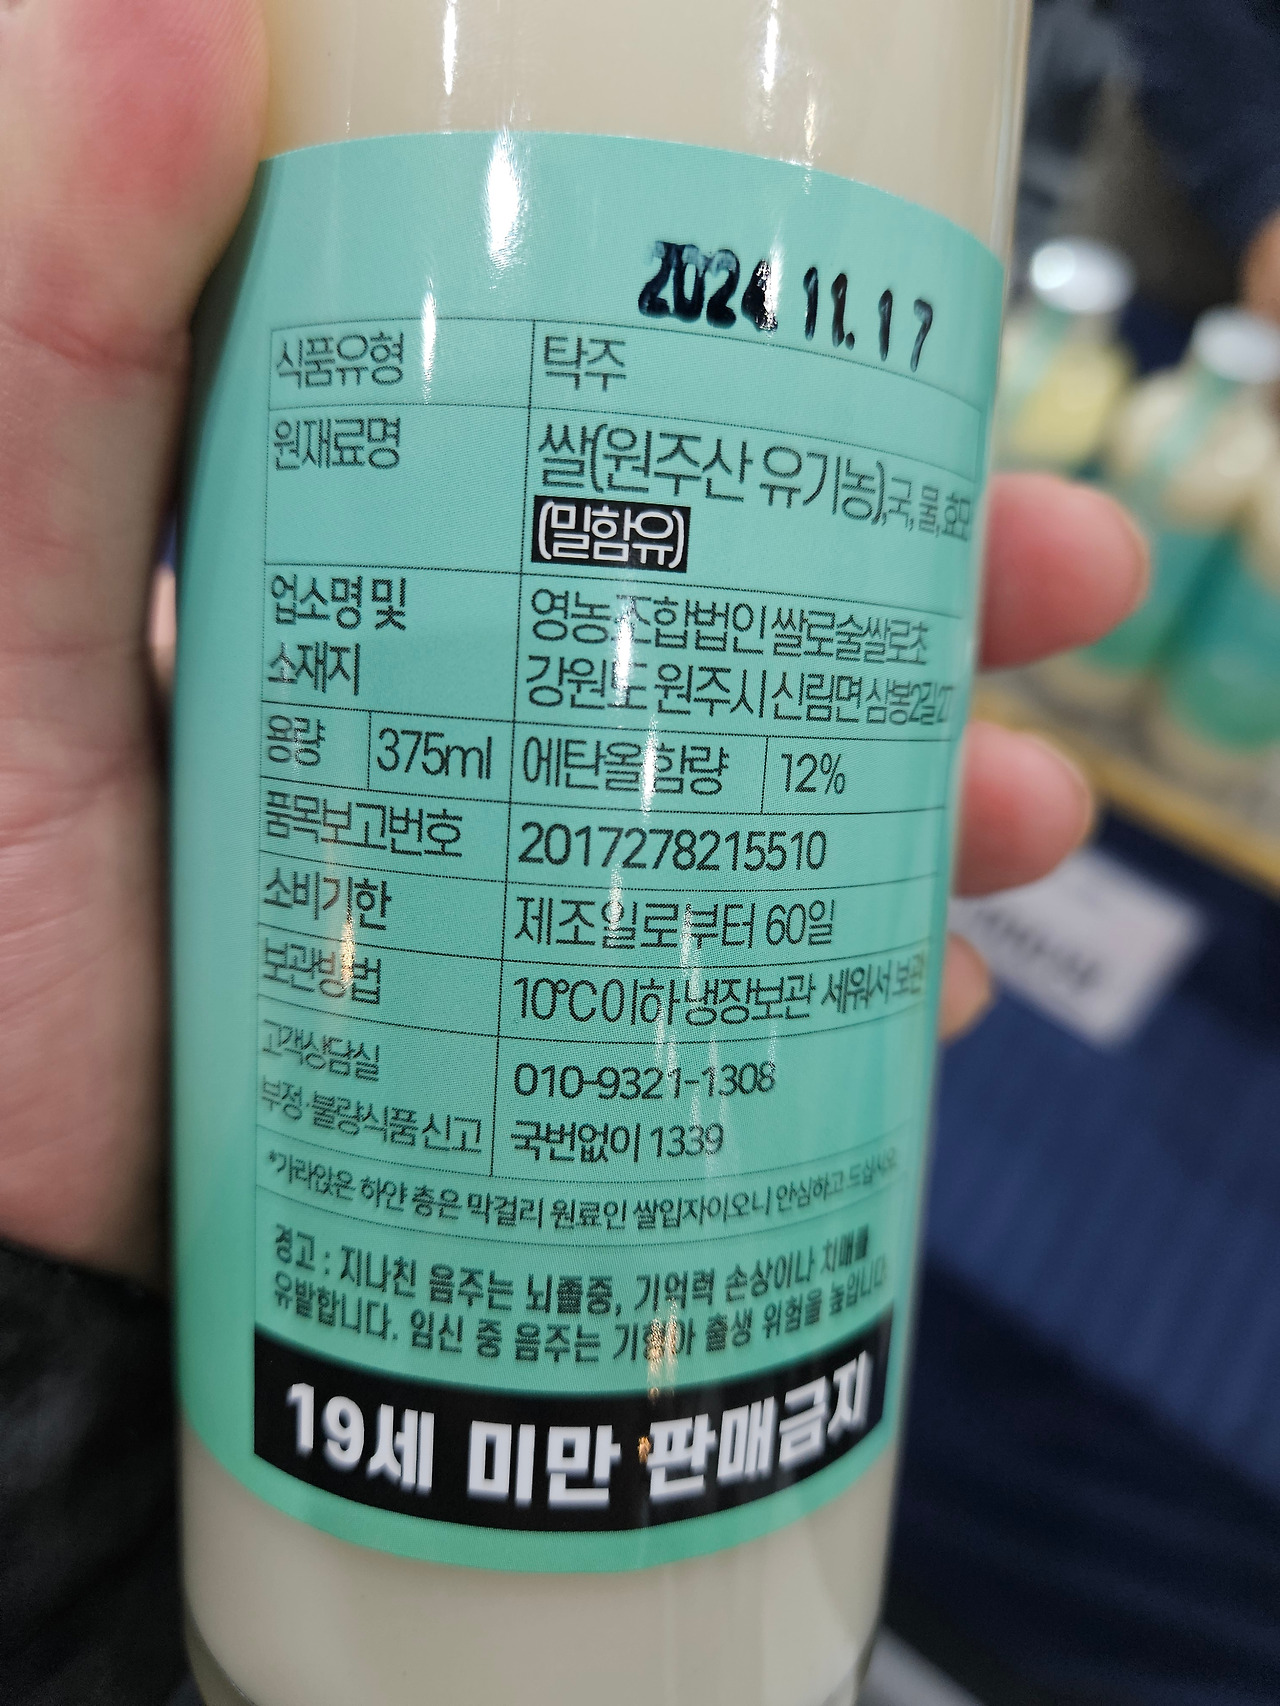 2024 11. 17
식품유형 탁주
원재료명 쌀(원주산 유기농),국, 물, 효모
(밀함유)
업소명 및 영농조합법인 쌀로술쌀로초
소재지 강원도 원주시 신림면 삼봉2길
용량 375ml 에탄올 함량 12%
품목보고번호 2017278215510
소비기한 제조일로부터 60일
보관방법 10℃이하 냉장보관 세워서 보관
고객상담실 010-9321-1308
부정·불량식품 신고 국번없이 1339
*가라앉은 하얀 층은 막걸리 원료인 쌀입자이오니 안심하고 드십시오.
경고 : 지나친 음주는 뇌졸중, 기억력 손상이나 치매를
유발합니다. 임신 중 음주는 기형아 출생 위험을 높입니다.
19세 미만 판매금지